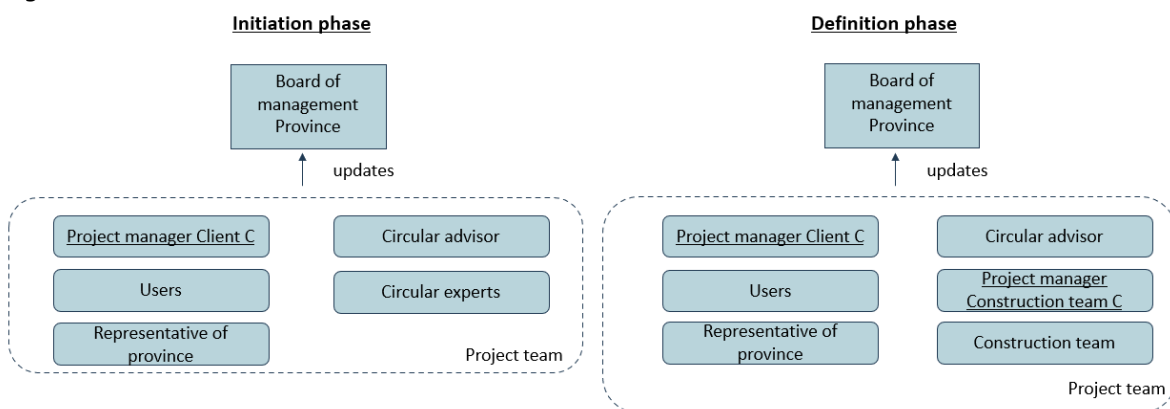 Initiation phase
Board of
management
Province
updates
Project manager Client C
Circular advisor
Users
Circular experts
Representative of
province
Project team
Definition phase
Board of
management
Province
updates
Project manager Client C
Circular advisor
Users
Project manager
Construction team C
Representative of
province
Construction team
Project team